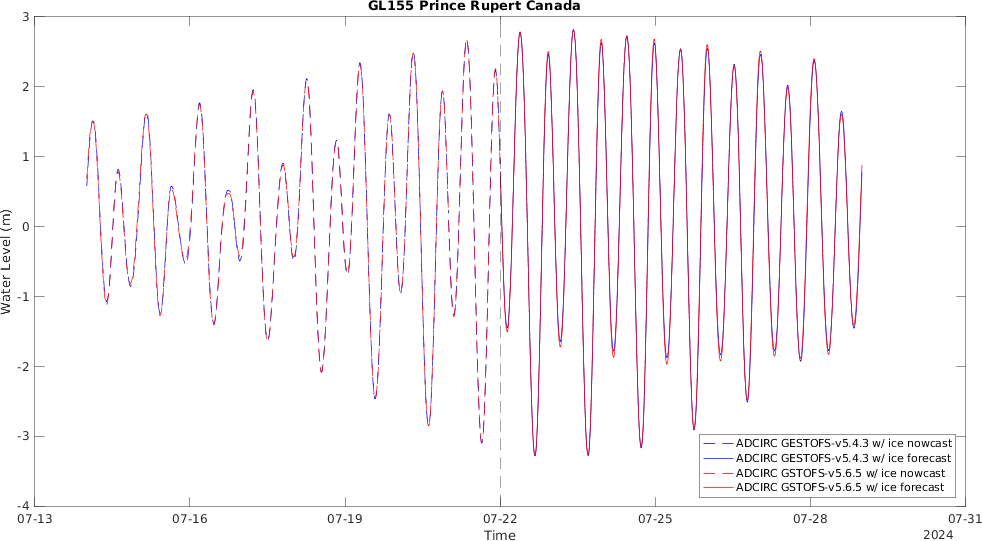 GL155 Prince Rupert Canada
3
2
1
0
-1
-2
-3
-4
Water Level (m)
ADCIRC GESTOFS-v5.4.3 w/ ice nowcast
ADCIRC GESTOFS-v5.4.3 w/ ice forecast
ADCIRC GSTOFS-v5.6.5 w/ ice nowcast
ADCIRC GSTOFS-v5.6.5 w/ ice forecast
07-13 07-16 07-19 07-22 07-25 07-28 07-31
Time 2024